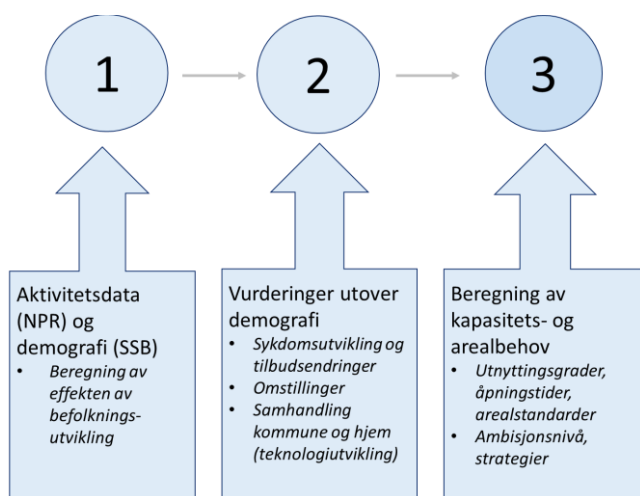 1
2
3
Aktivitetsdata
(NPR) og
demografi (SSB)
• Beregning av
effekten av
befolknings-
utvikling
Vurderinger utover
demografi
• Sykdomsutvikling og
tilbudsendringer
• Omstillinger
• Samhandling
kommune og hjem
(teknologiutvikling)
Beregning av
kapasitets- og
arealbehov
• Utnyttingsgrader,
åpningstider,
arealstandarder
• Ambisjonsnivå,
strategier